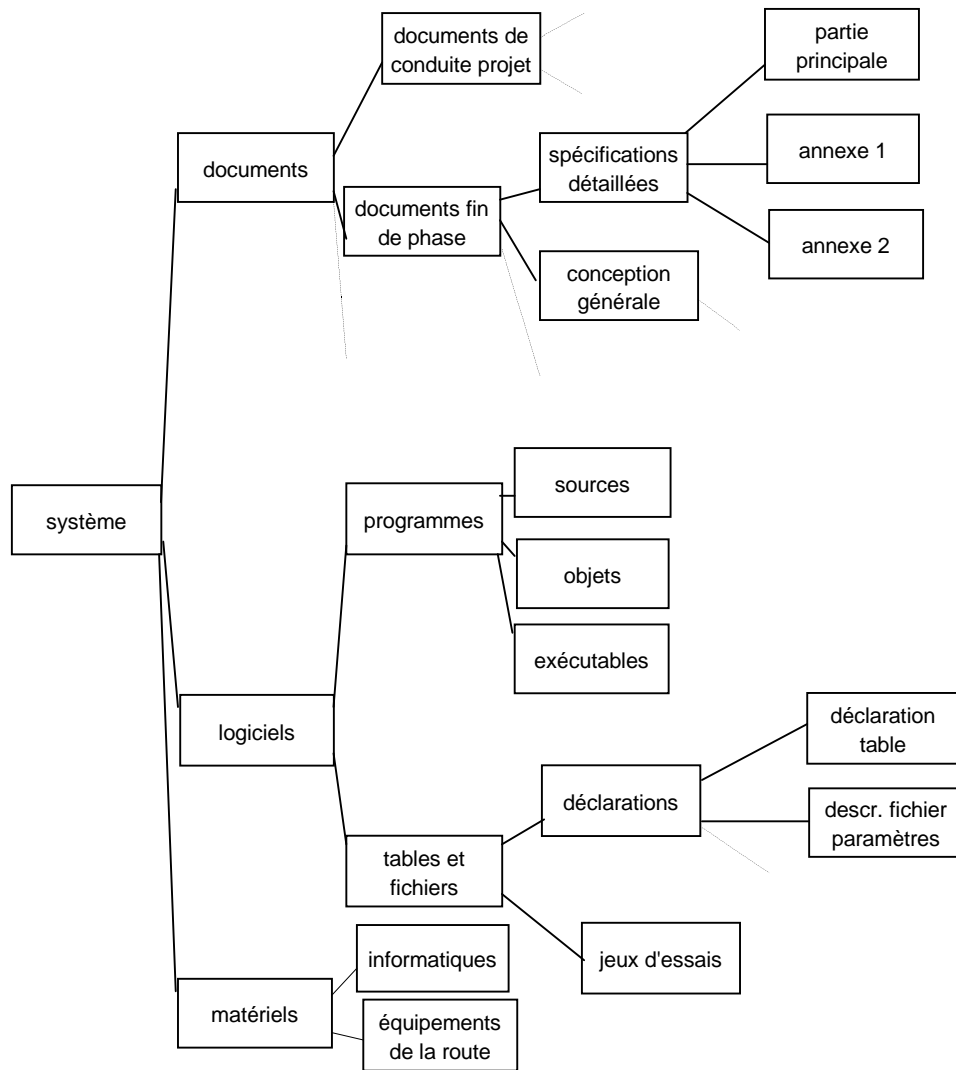 documents de
conduite projet
partie
principale
documents
spécifications
détaillées
annexe 1
documents fin
de phase
annexe 2
conception
générale
système
programmes
sources
objets
exécutables
logiciels
déclaration
table
déclarations
descr. fichier
paramètres
tables et
fichiers
informatiques
jeux d'essais
matériels
équipements
de la route